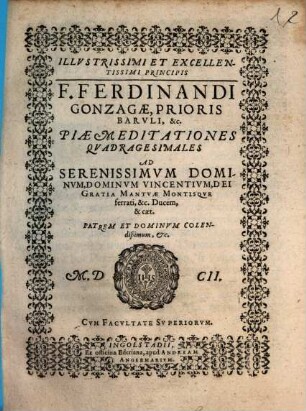 12
ILLVSTRISSIMI ET EXCELLEN-
TISSIMI PRINCIPIS
F. FERDINANDI
GONZAGÆ, PRIORIS
BARVLI, &c.
PIÆ MEDITATIONES
QVADRAGESIMALES
AD
SERENISSIMVM DOMI-
NVM, DOMINVM VINCENTIVM, DEI
GRATIA MANTVÆ MONTISQVE
ferrati, &c. Ducem,
& cæt.
PATREM ET DOMINVM COLEN-
disimum, &c.
M. D CII.
CVM FACVLTATE SVPERIORVM.
INGOLSTADII,
Ex officina Ederiana, apud ANDREAM
ANGERMARIVM.